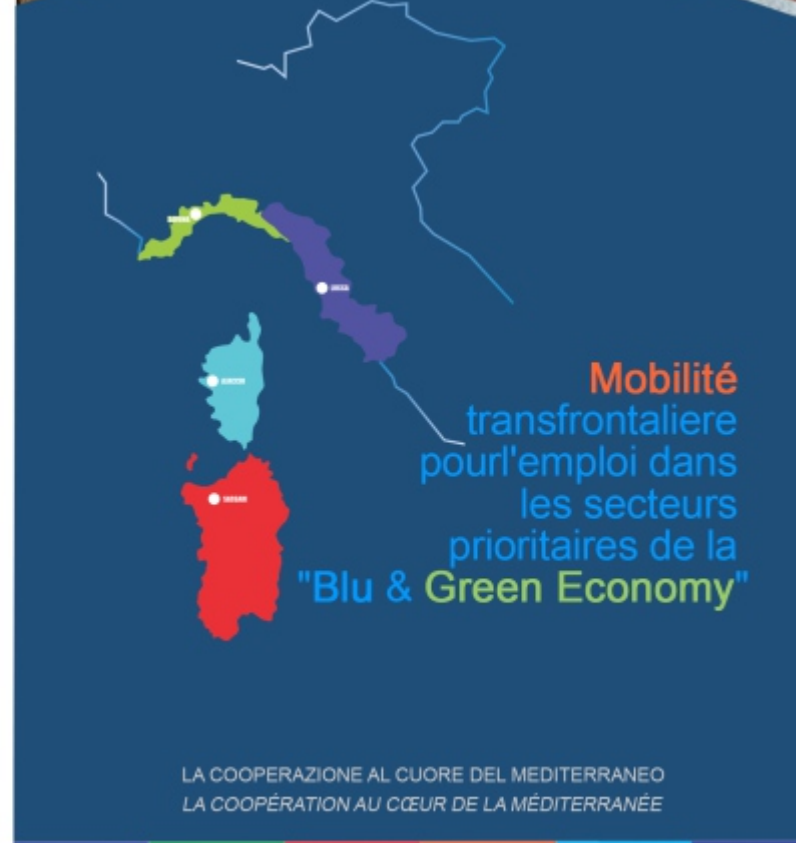 Mobilité
transfrontaliere
pourl'emploi dans
les secteurs
prioritaires de la
"Blu & Green Economy"
LA COOPERAZIONE AL CUORE DEL MEDITERRANEO
LA COOPÉRATION AU CŒUR DE LA MÉDITERRANÉE